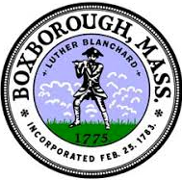 BOXBOROUGH, MASS.
LUTHER BLANCHARD
1775
INCORPORATED FEB. 25, 1783.